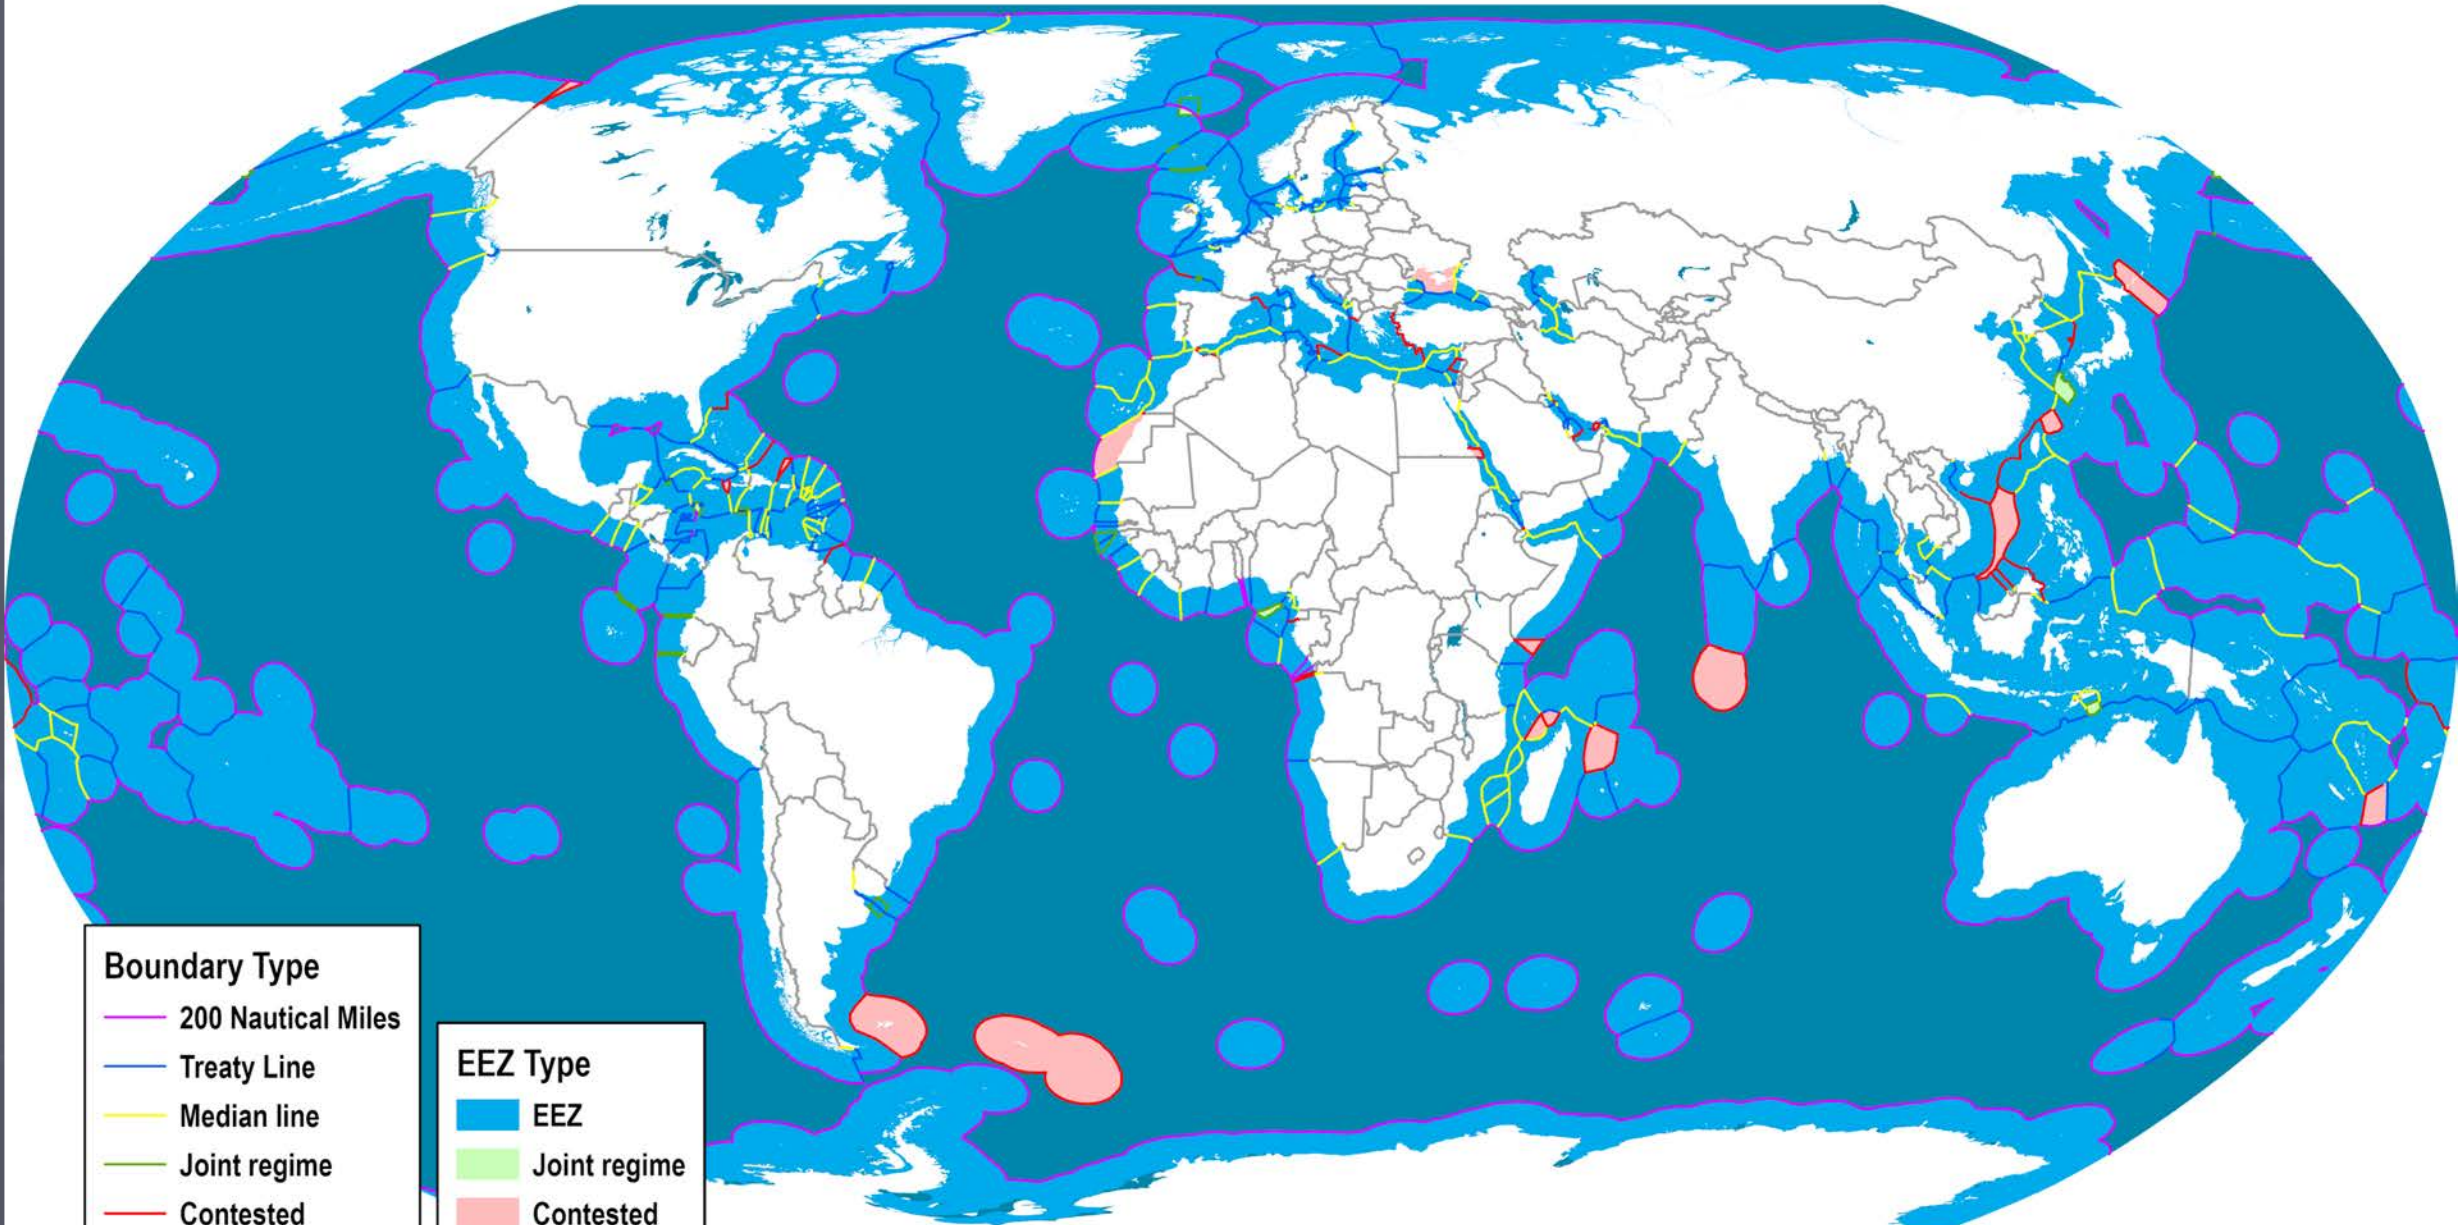 Boundary Type
200 Nautical Miles
Treaty Line
Median line
Joint regime
Contested
EEZ Type
EEZ
Joint regime
Contested